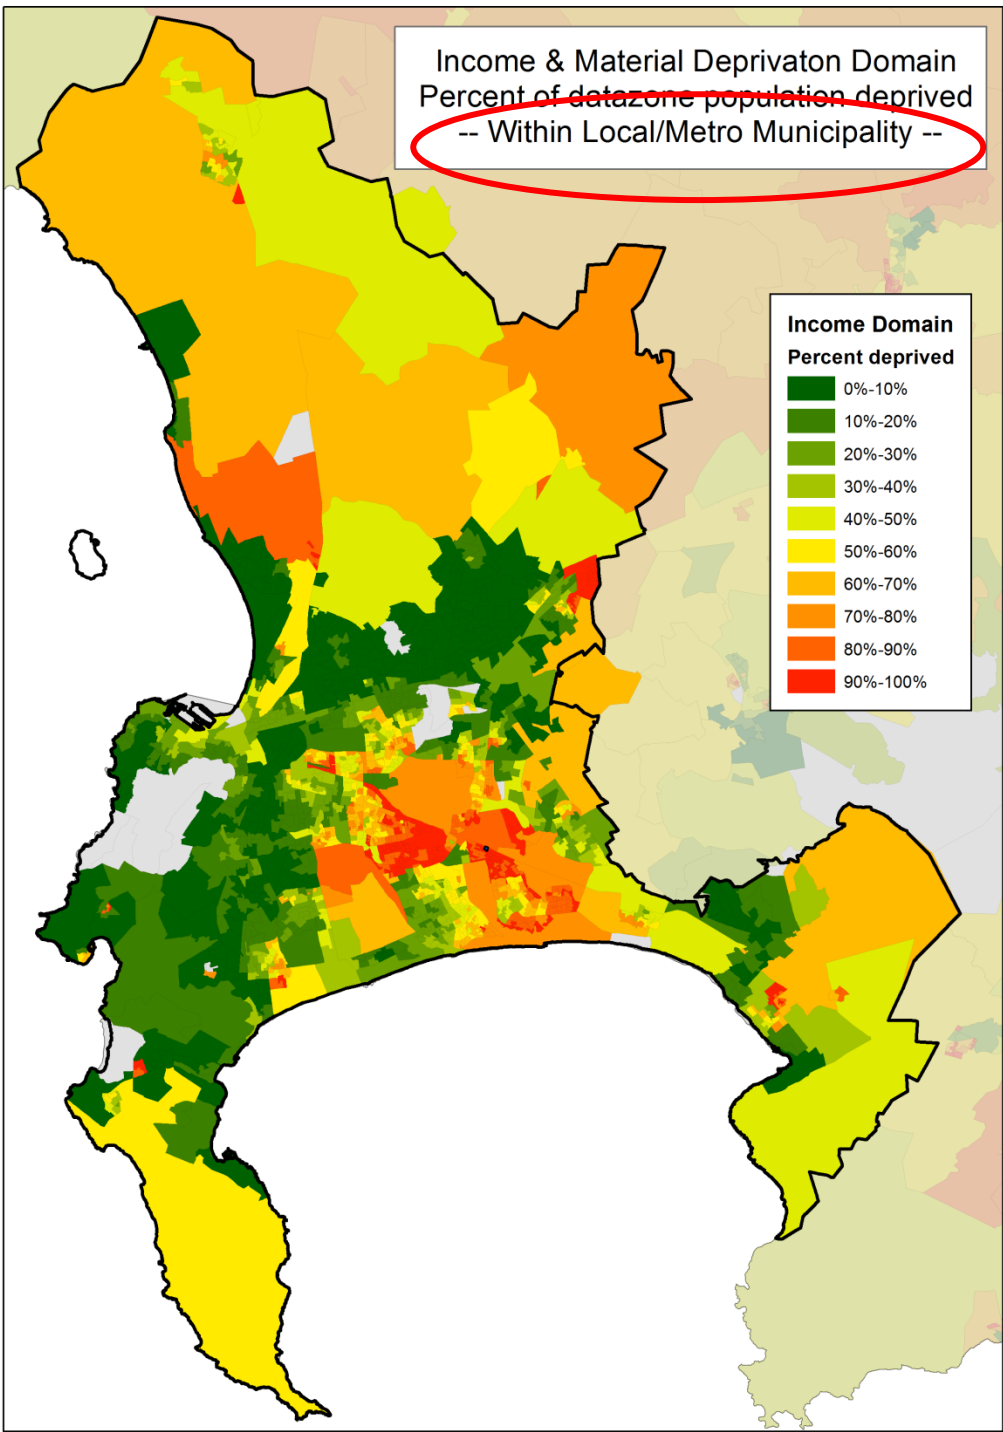 Income & Material Deprivaton Domain
Percent of datazone population deprived
-- Within Local/Metro Municipality --
Income Domain
Percent deprived
0%-10%
10%-20%
20%-30%
30%-40%
40%-50%
50%-60%
60%-70%
70%-80%
80%-90%
90%-100%